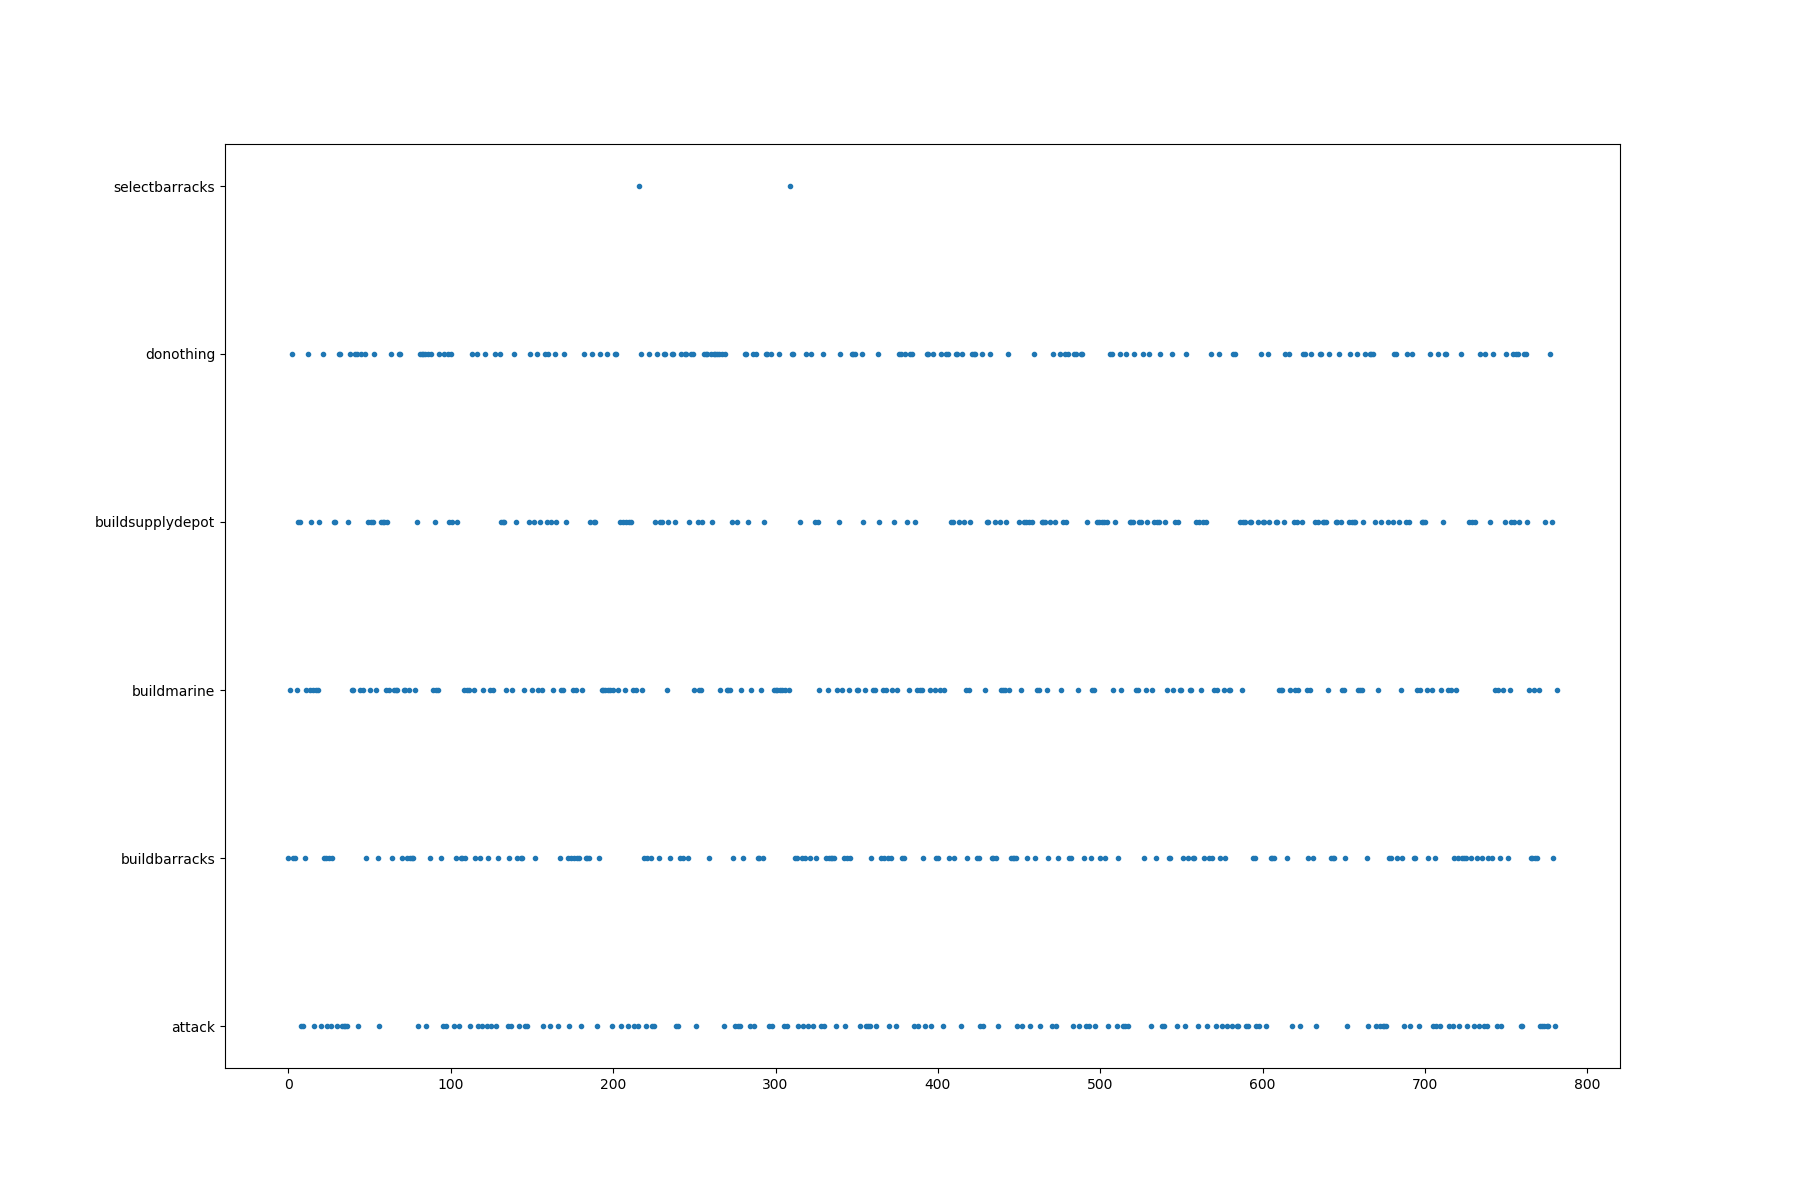 selectbarracks
donothing
buildsupplydepot
buildmarine
buildbarracks
attack
0 100 200 300 400 500 600 700 800